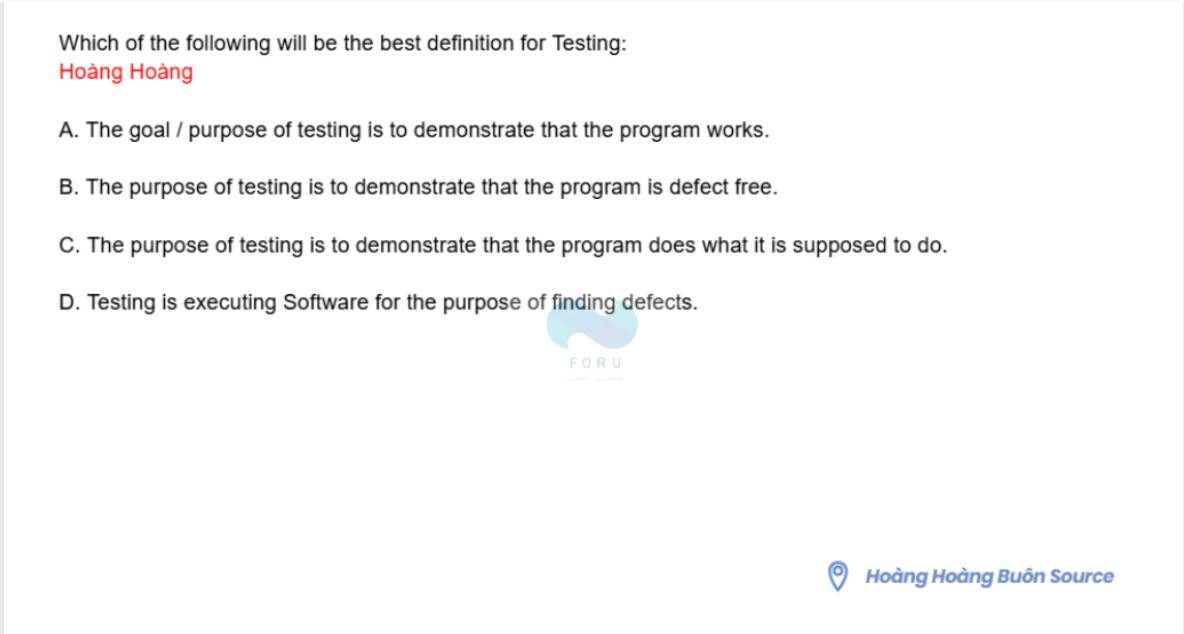 Which of the following will be the best definition for Testing:
Hoàng Hoàng
A. The goal / purpose of testing is to demonstrate that the program works.
B. The purpose of testing is to demonstrate that the program is defect free.
C. The purpose of testing is to demonstrate that the program does what it is supposed to do.
D. Testing is executing Software for the purpose of finding defects.
FORU
Hoàng Hoàng Buôn Source